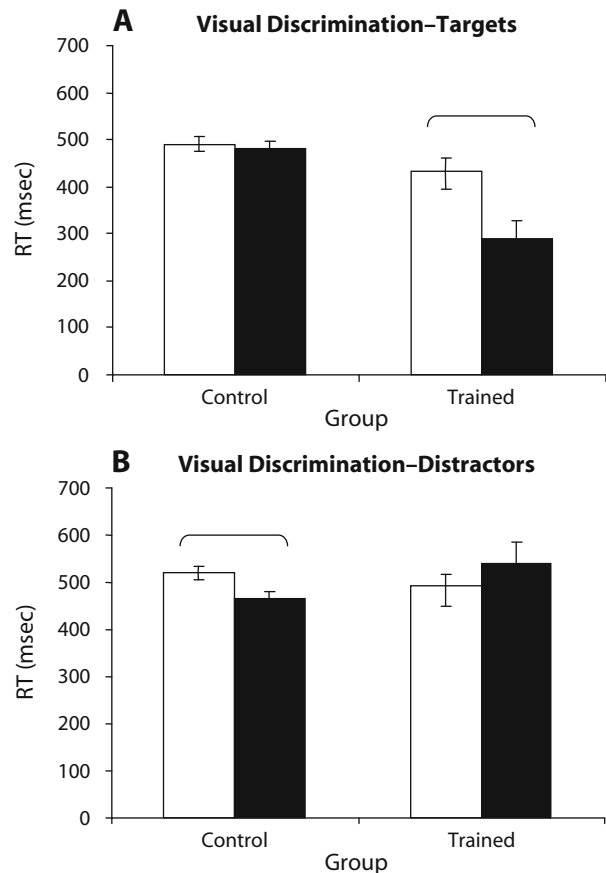 A Visual Discrimination–Targets
700
600
500
400
300
200
100
0
RT (msec)
Control Trained
Group
B Visual Discrimination–Distractors
700
600
500
400
300
200
100
0
RT (msec)
Control Trained
Group